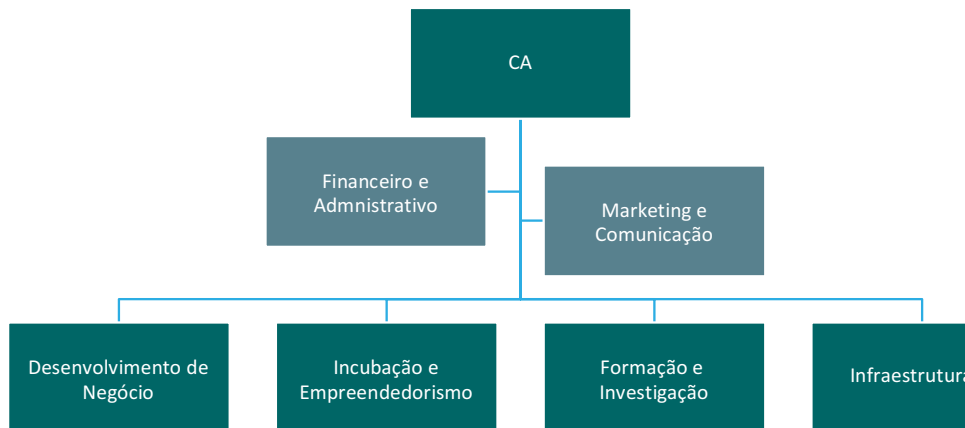 CA
Financeiro e
Admnistrativo
Marketing e
Comunicação
Desenvolvimento de
Negócio
Incubação e
Empreendedorismo
Formação e
Investigação
Infraestrutura